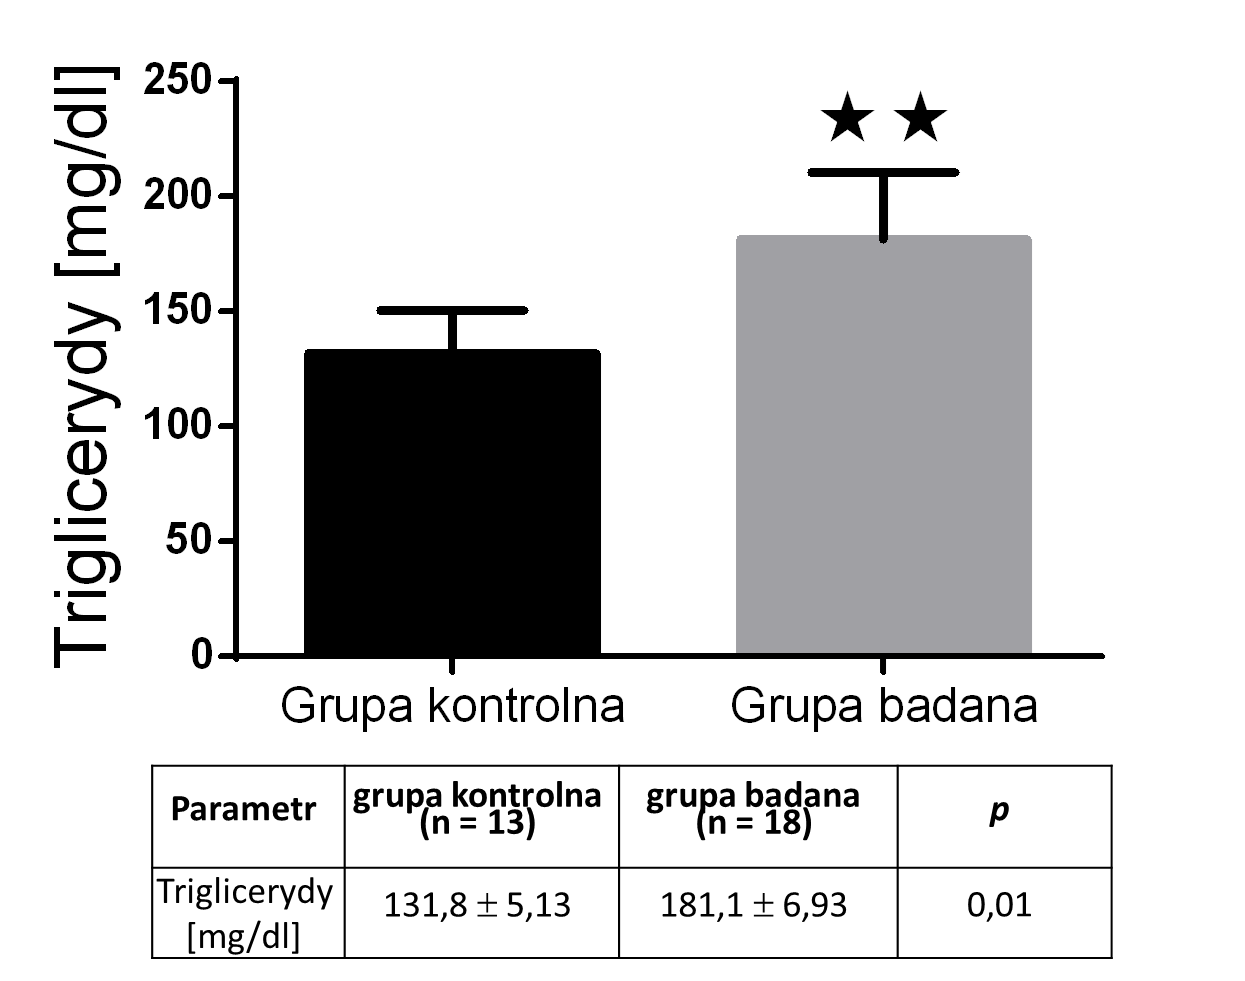 Triglicerydy [mg/dl]
250
200
150
100
50
0
Grupa kontrolna
Grupa badana
Parametr
grupa kontrolna
(n = 13)
grupa badana
(n = 18)
p
Triglicerydy
[mg/dl]
131,8 ± 5,13
181,1 ± 6,93
0,01